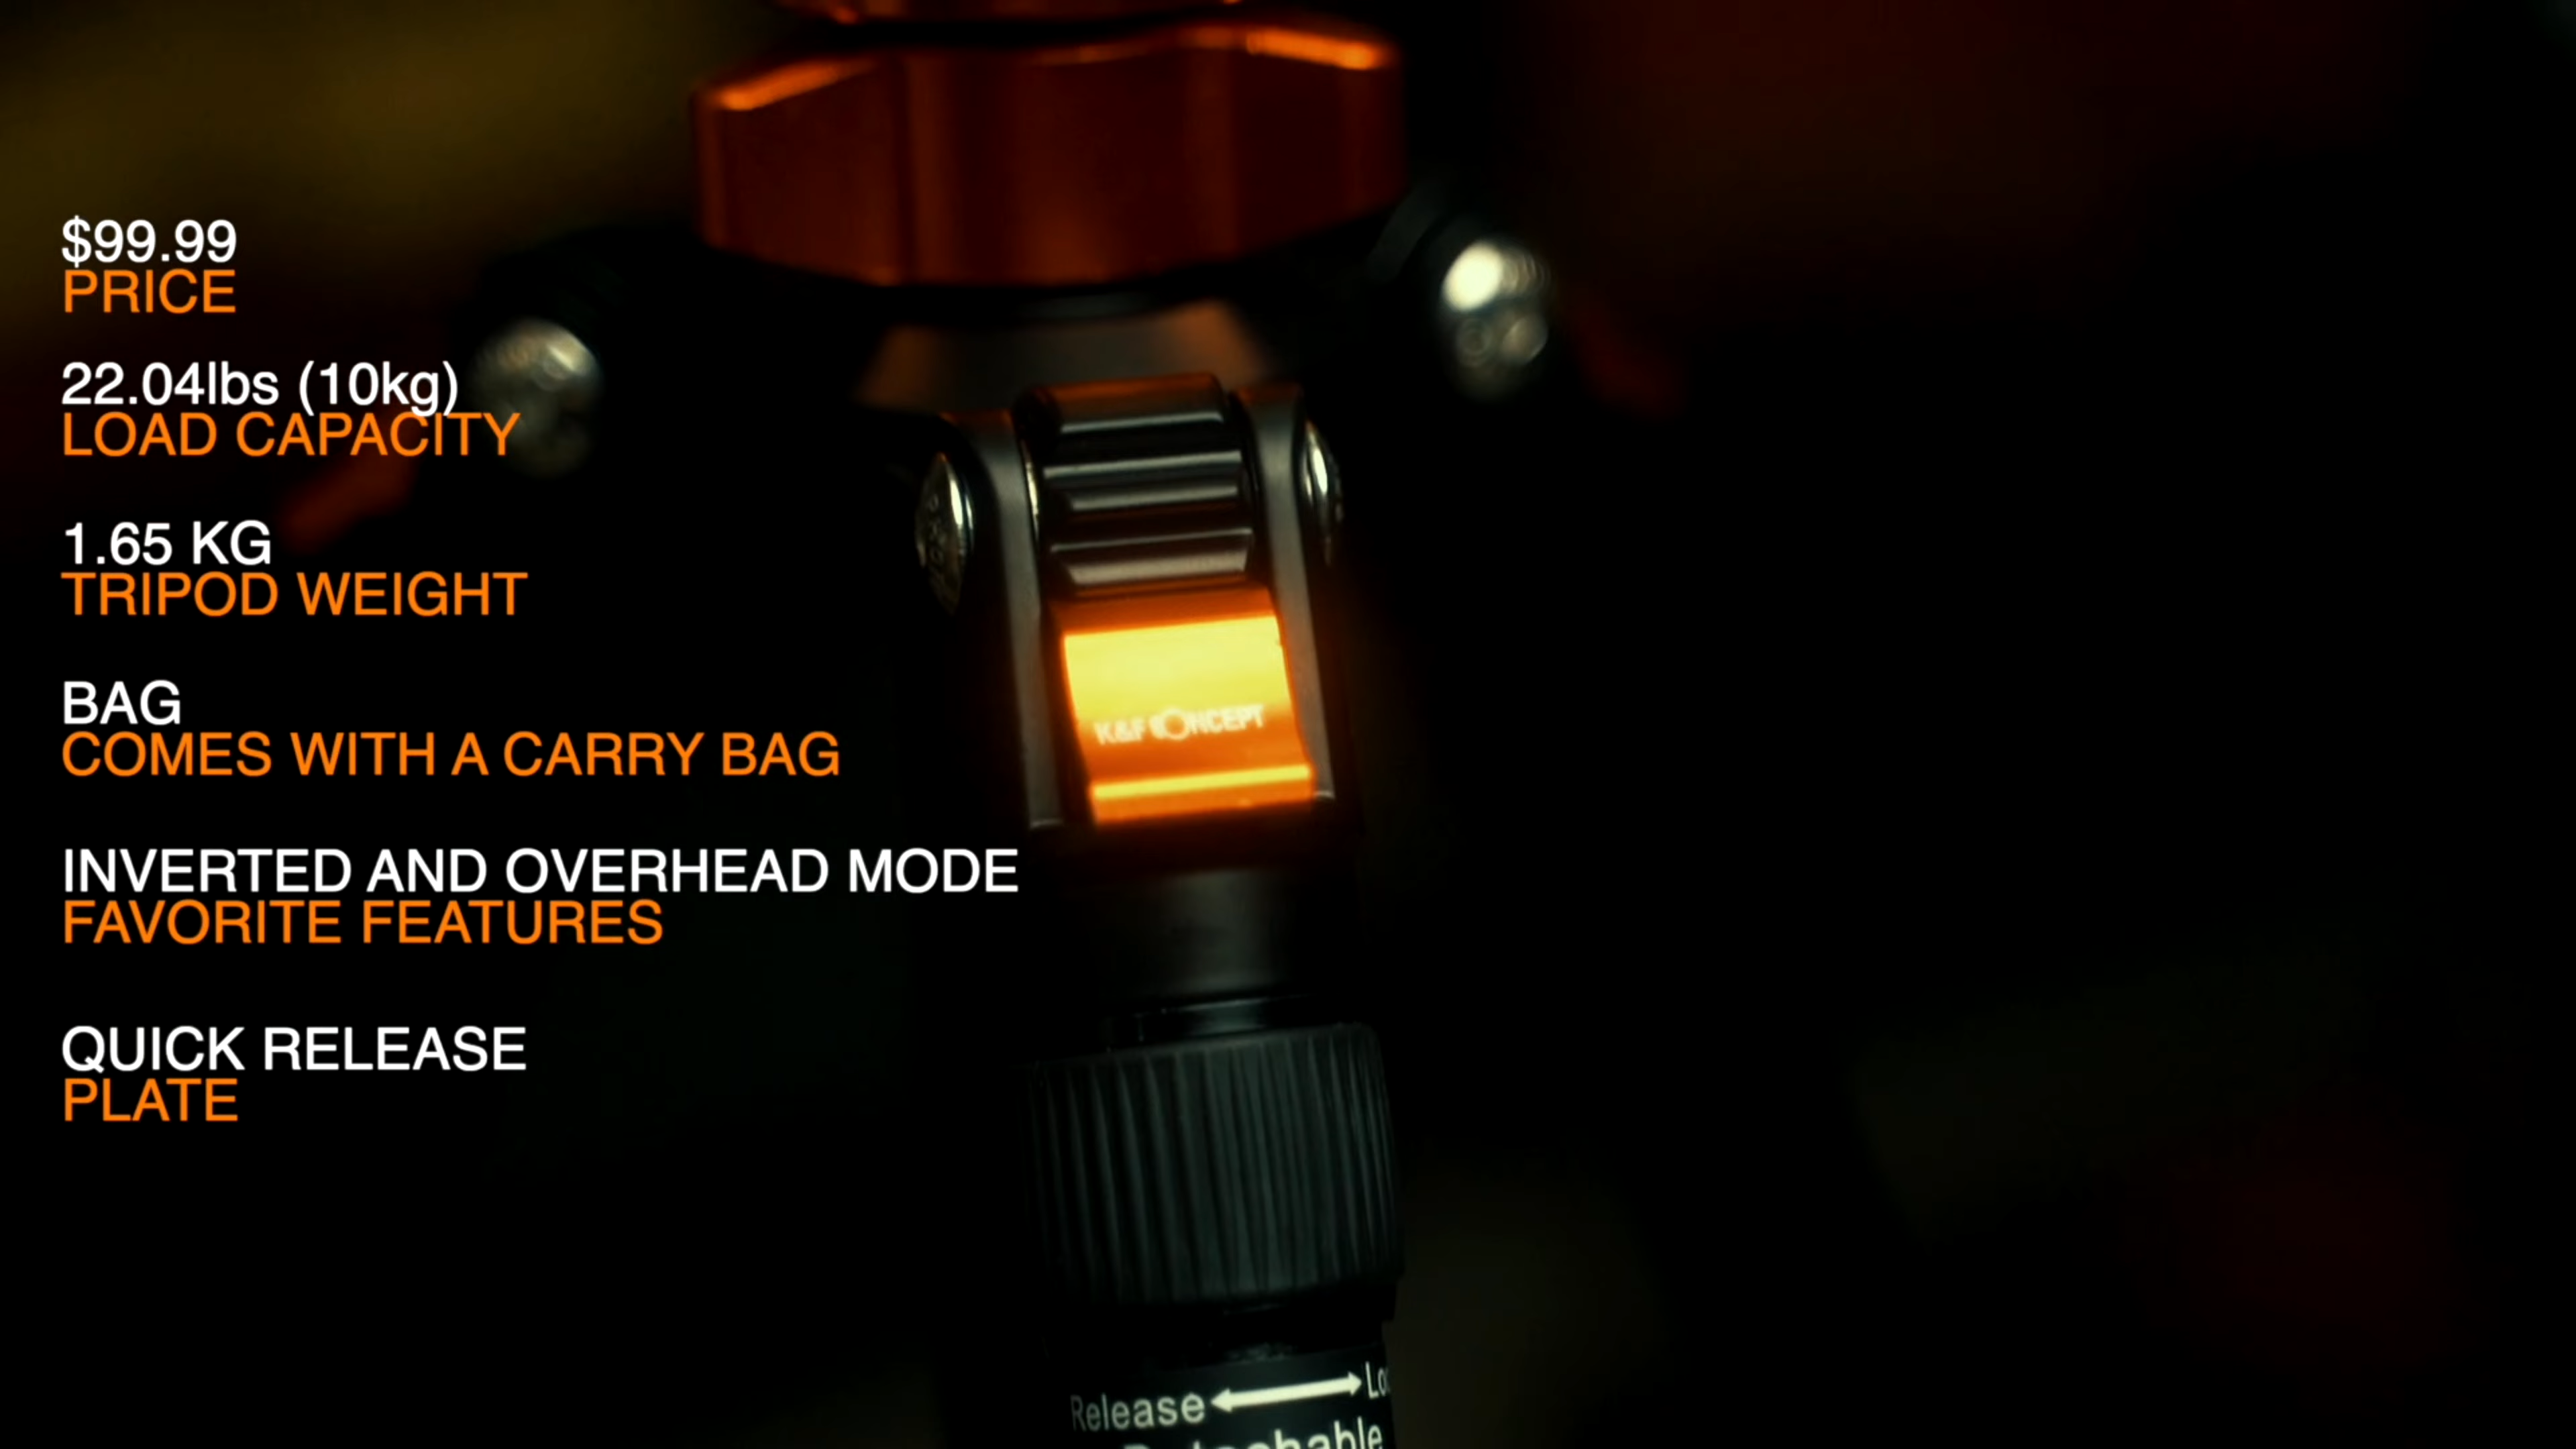 $99.99
PRICE
22.04lbs (10kg)
LOAD CAPACITY
1.65 KG
TRIPOD WEIGHT
K&F CONCEPT
BAG
COMES WITH A CARRY BAG
INVERTED AND OVERHEAD MODE
FAVORITE FEATURES
QUICK RELEASE
PLATE
Release